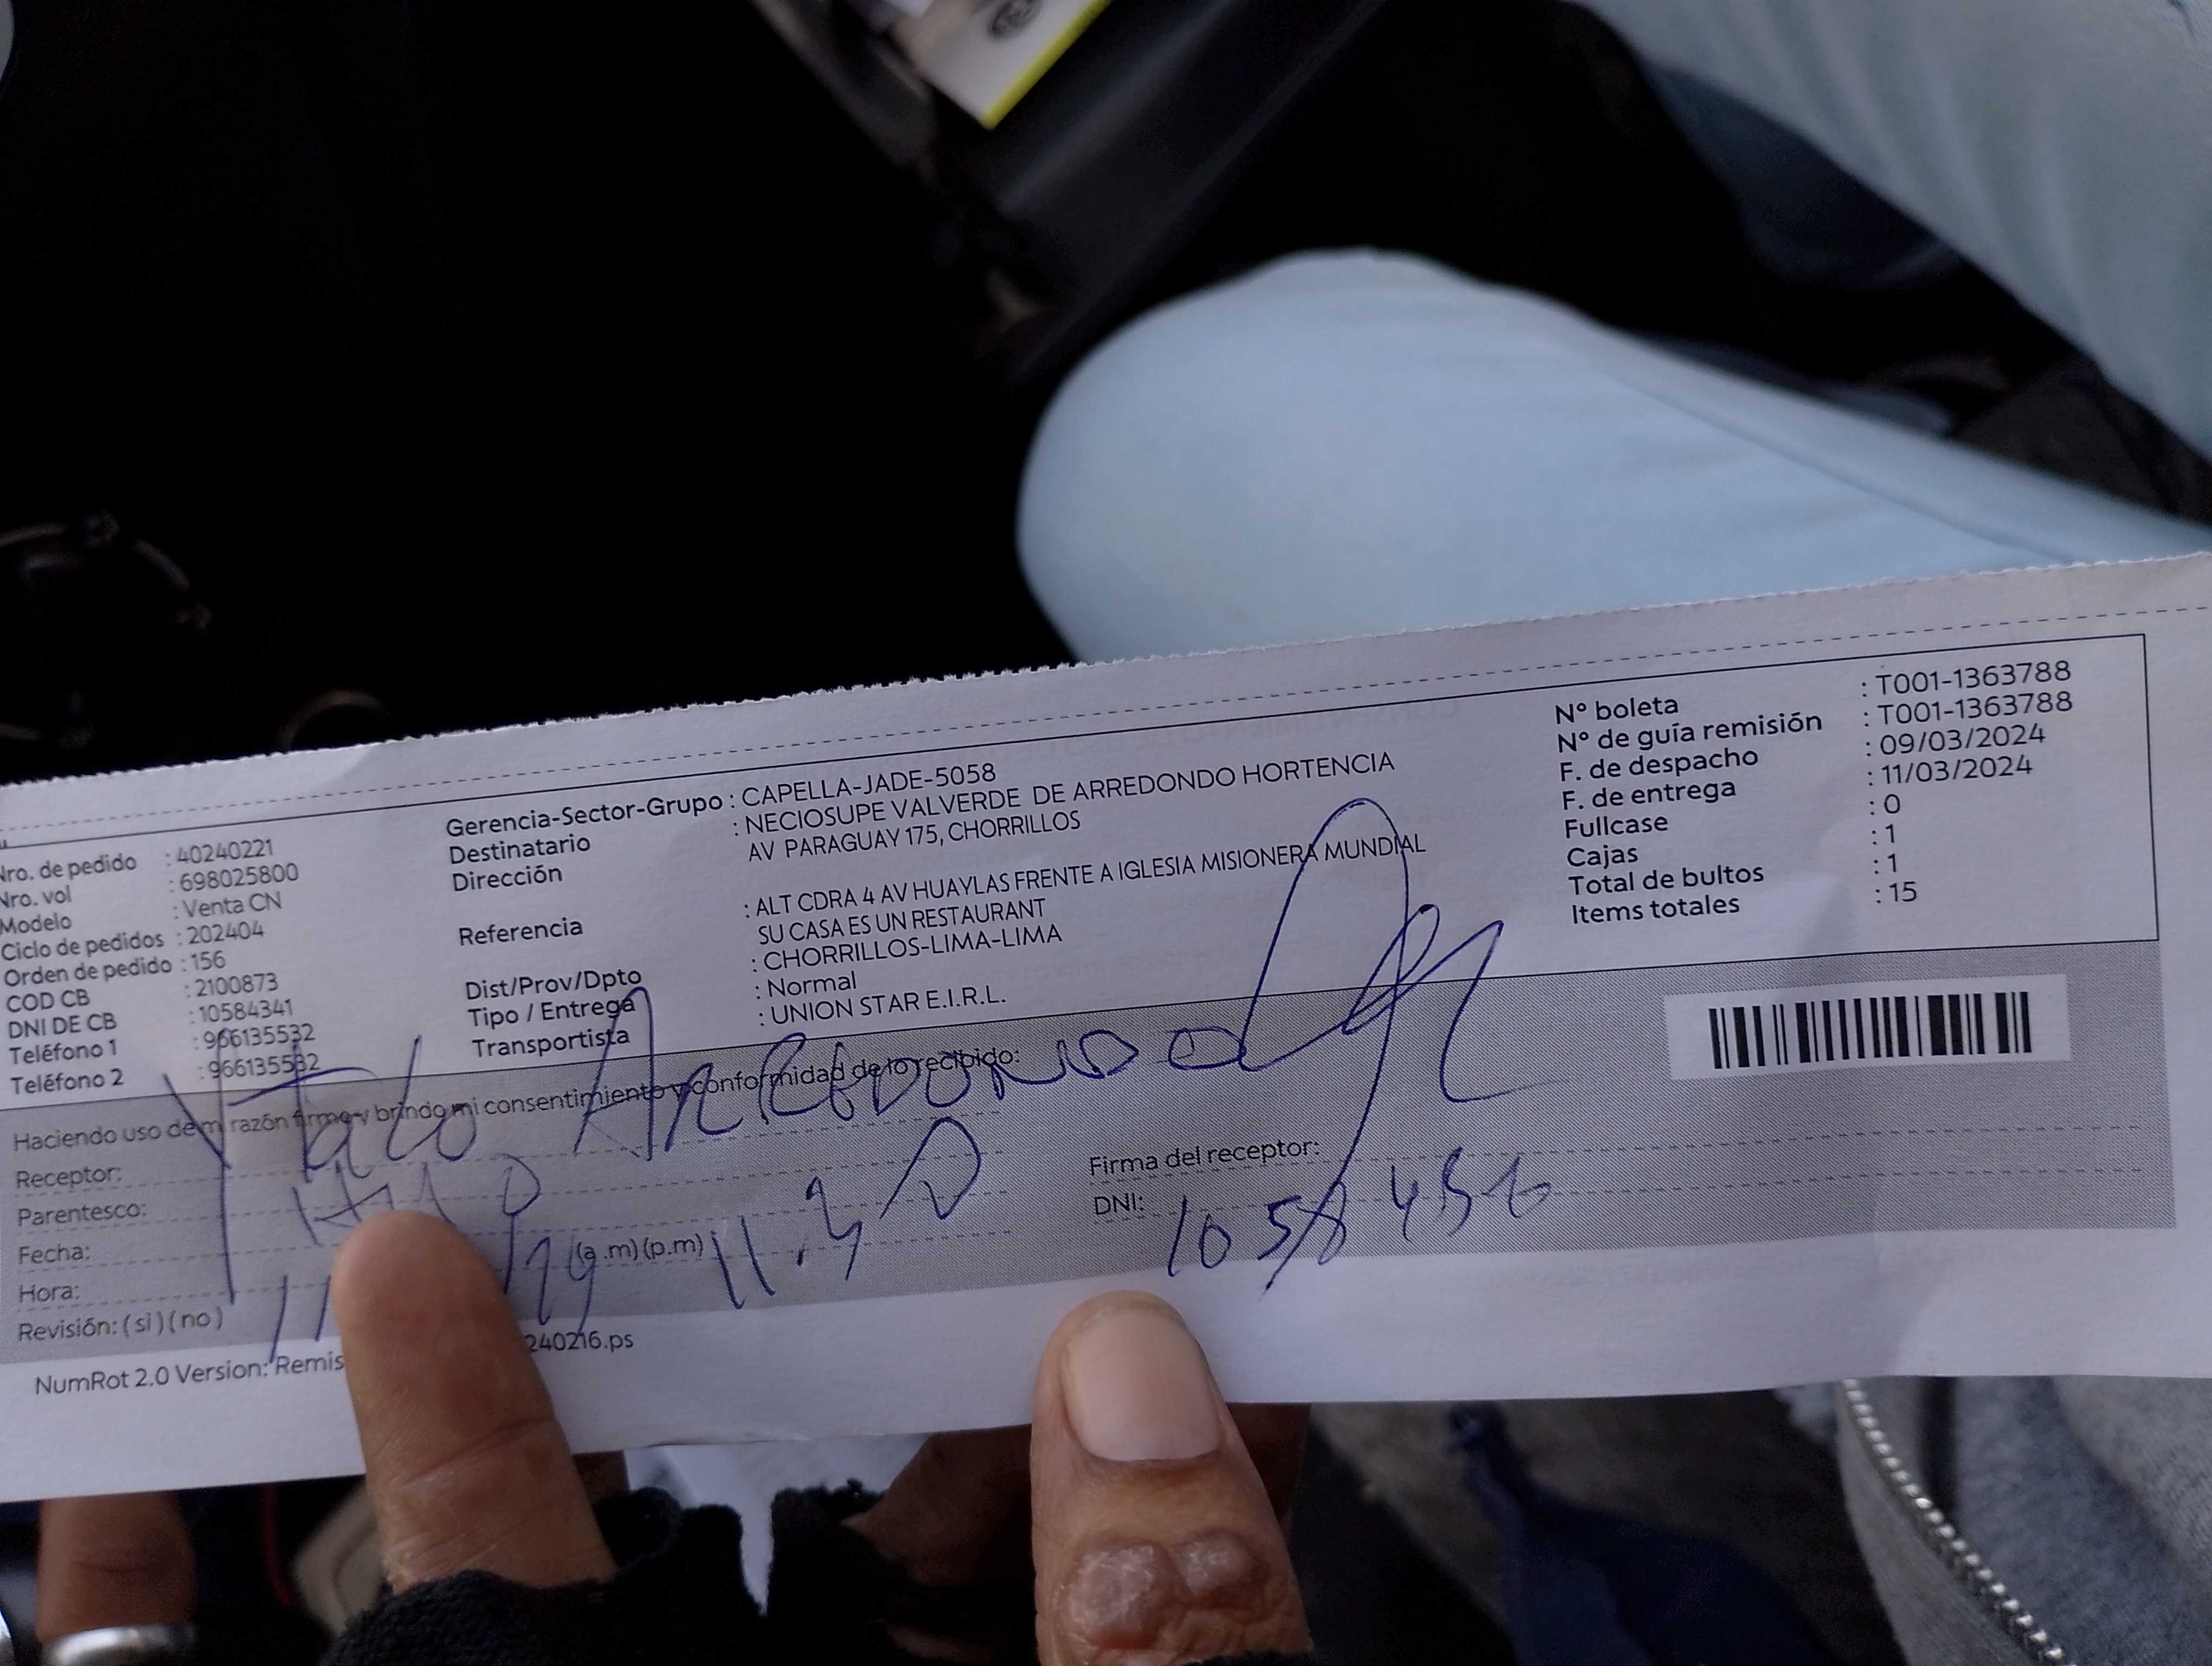 Nro. de pedido : 40240221
Nro. vol : 698025800
Modelo : Venta CN
Ciclo de pedidos : 202404
Orden de pedido : 156
COD CB : 2100873
DNI DE CB : 10584341
Teléfono 1 : 966135532
Teléfono 2 : 966135532
Gerencia-Sector-Grupo : CAPELLA-JADE-5058
Destinatario : NECIOSUPE VALVERDE DE ARREDONDO HORTENCIA
Dirección AV PARAGUAY 175, CHORRILLOS
Referencia : ALT CDRA 4 AV HUAYLAS FRENTE A IGLESIA MISIONERA MUNDIAL
SU CASA ES UN RESTAURANT
Dist/Prov/Dpto : CHORRILLOS-LIMA-LIMA
Tipo / Entrega : Normal
Transportista : UNION STAR E.I.R.L.
N° boleta : T001-1363788
N° de guía remisión : T001-1363788
F. de despacho : 09/03/2024
F. de entrega : 11/03/2024
Fullcase : 0
Cajas : 1
Total de bultos : 1
Items totales : 15
Haciendo uso de mi razón firmo y brindo mi consentimiento y conformidad de lo recibido:
Receptor: YTalo Arredondo
Parentesco:
Fecha:
Hora: (a.m)(p.m)
Revisión: (si)(no)
Firma del receptor:
DNI: 10584556
NumRot 2.0 Version: Remis 240216.ps